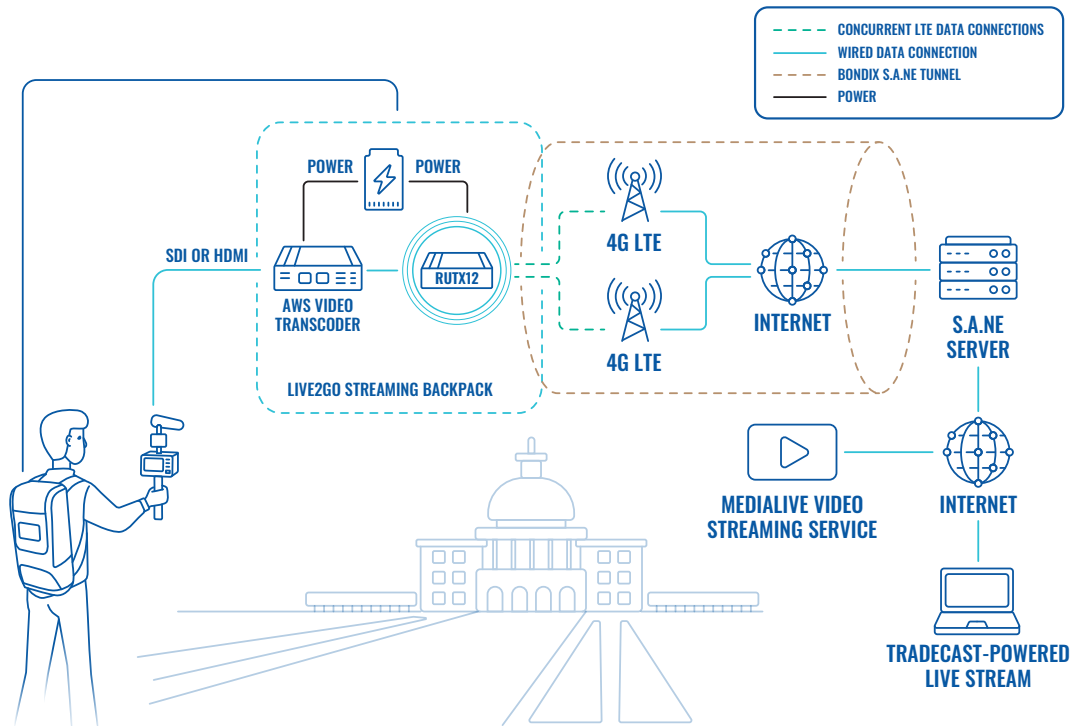 CONCURRENT LTE DATA CONNECTIONS
WIRED DATA CONNECTION
BONDIX S.A.NE TUNNEL
POWER
POWER
POWER
SDI OR HDMI
RUTX12
AWS VIDEO
TRANSCODER
LIVE2GO STREAMING BACKPACK
4G LTE
4G LTE
INTERNET
S.A.NE
SERVER
MEDIALIVE VIDEO
STREAMING SERVICE
INTERNET
TRADECAST-POWERED
LIVE STREAM